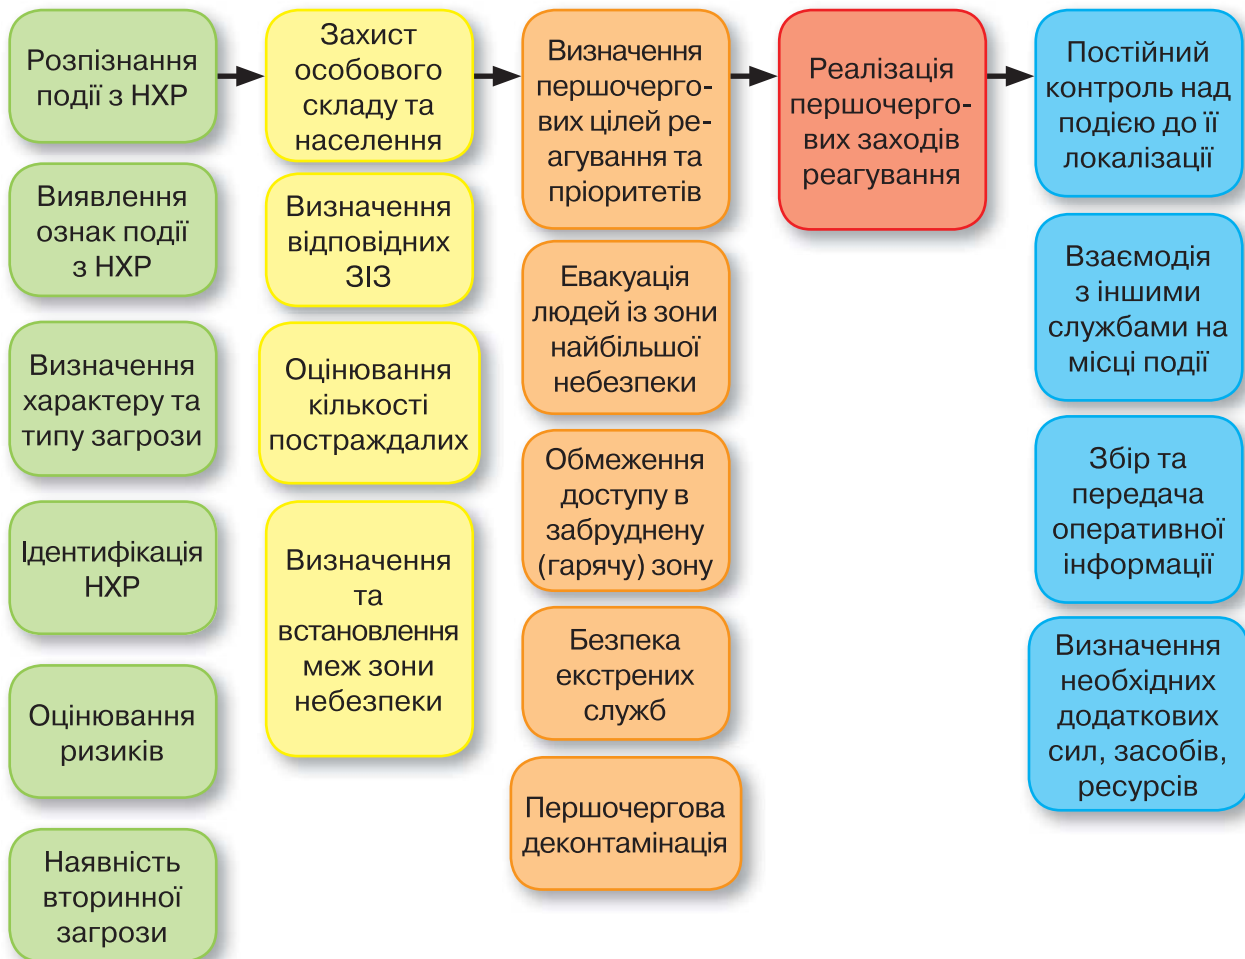 Розпізнання
події з НХР
Виявлення
ознак події
з НХР
Визначення
характеру та
типу загрози
Ідентифікація
НХР
Оцінювання
ризиків
Наявність
вторинної
загрози
Захист
особового
складу та
населення
Визначення
відповідних
ЗІЗ
Оцінювання
кількості
постраждалих
Визначення
та
встановлення
меж зони
небезпеки
Визначення
першочерго-
вих цілей ре-
агування та
пріоритетів
Евакуація
людей із зони
найбільшої
небезпеки
Обмеження
доступу в
забруднену
(гарячу) зону
Безпека
екстрених
служб
Першочергова
деконтамінація
Реалізація
першочерго-
вих заходів
реагування
Постійний
контроль над
подією до її
локалізації
Взаємодія
з іншими
службами на
місці події
Збір та
передача
оперативної
інформації
Визначення
необхідних
додаткових
сил, засобів,
ресурсів